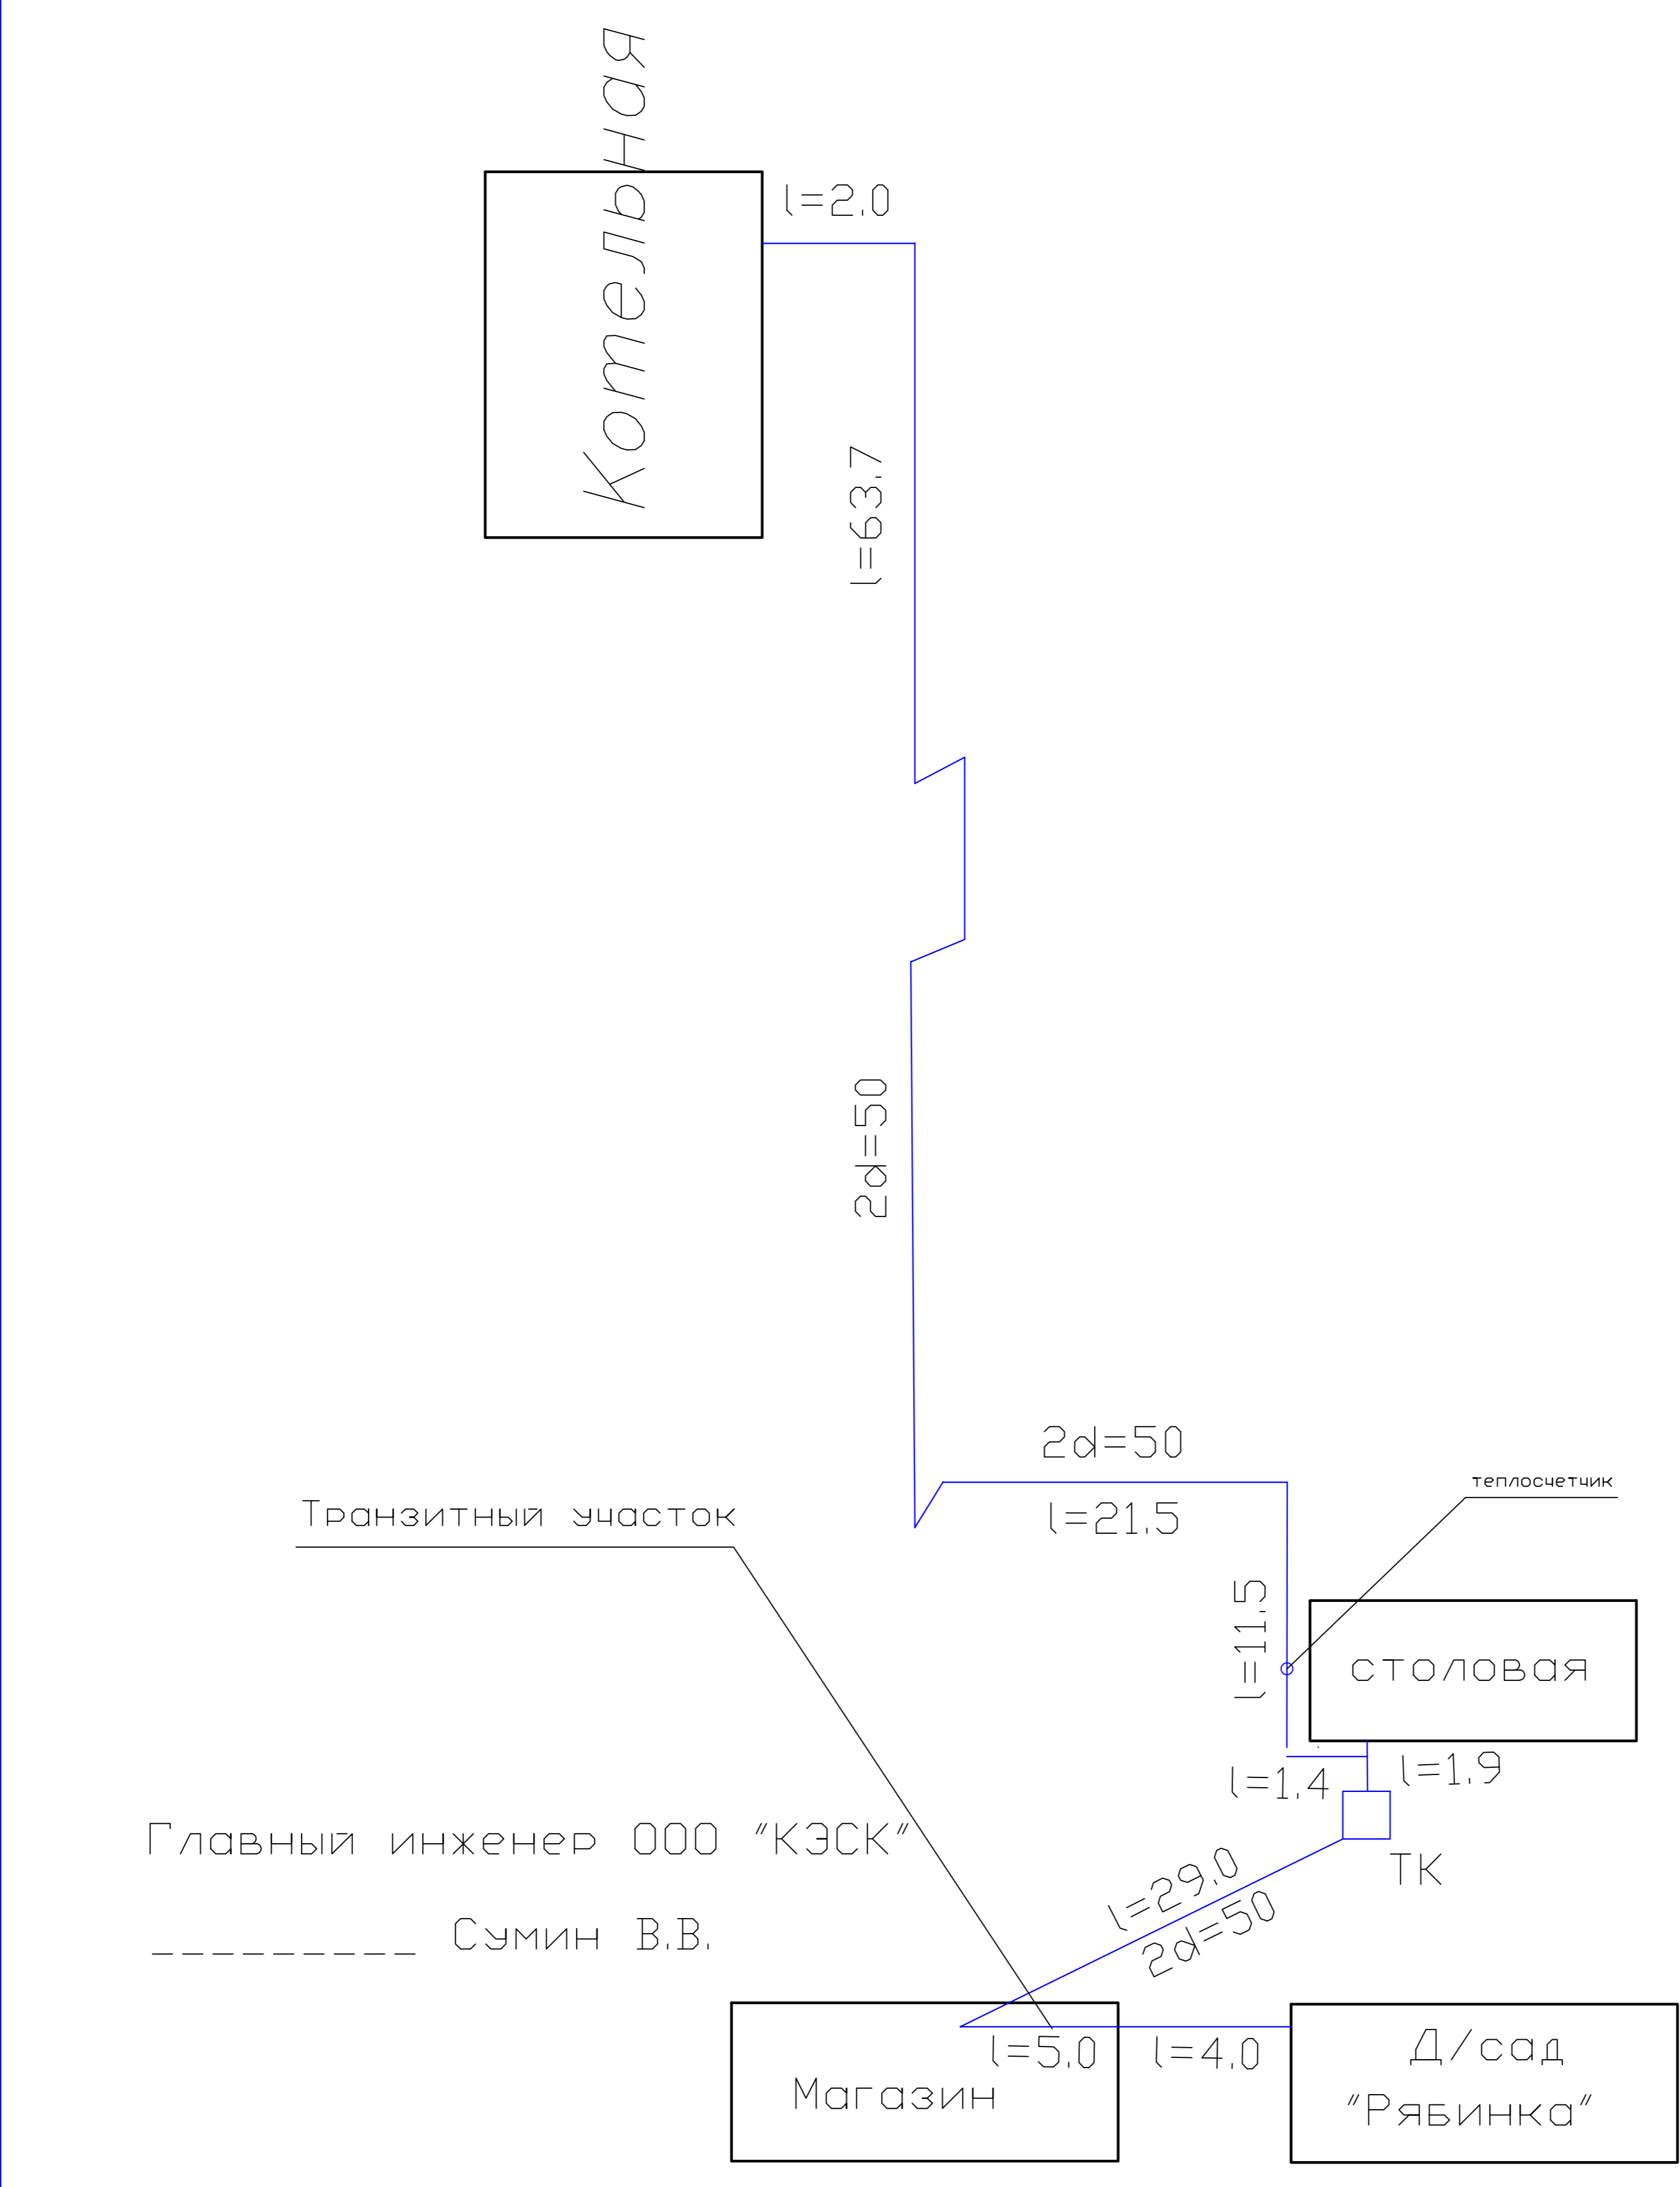 Котельная
l=2.0
l=63.7
2d=50
2d=50
l=21.5
теплосчетчик
Транзитный участок
l=11.5
столовая
l=1.4
l=1.9
ТК
Главный инженер ООО "КЭСК"
_________ Сумин В.В.
l=29.0
2d=50
l=5.0
l=4.0
Магазин
Д/сад
"Рябинка"